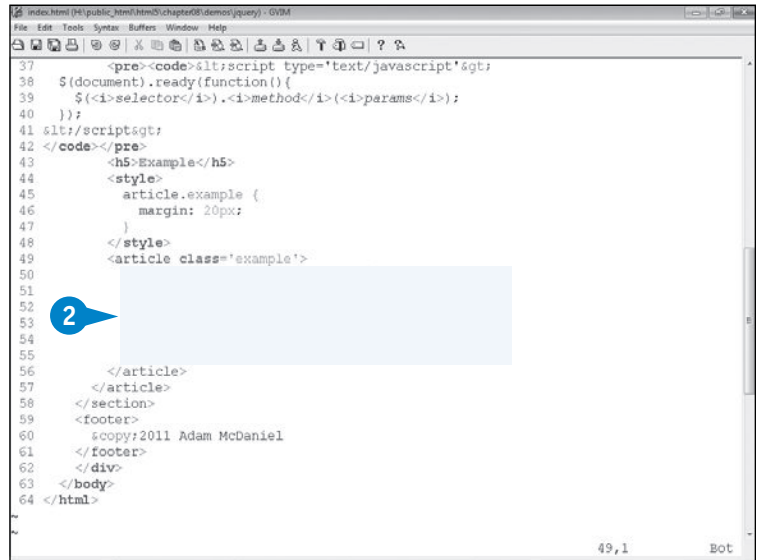 index.html (H:\public_html\html5\chapter08\demos\jquery) - GVIM
File Edit Tools Syntax Buffers Window Help
37 <pre><code>&lt;script type='text/javascript'&gt;
38 $(document).ready(function(){
39 $(<i>selector</i>).<i>method</i>(<i>params</i>);
40 });
41 &lt;/script&gt;
42 </code></pre>
43 <h5>Example</h5>
44 <style>
45 article.example {
46 margin: 20px;
47 }
48 </style>
49 <article class='example'>
50
51
52
2
53
54
55
56 </article>
57 </article>
58 </section>
59 <footer>
60 &copy;2011 Adam McDaniel
61 </footer>
62 </div>
63 </body>
64 </html>
~
~
49,1 Bot